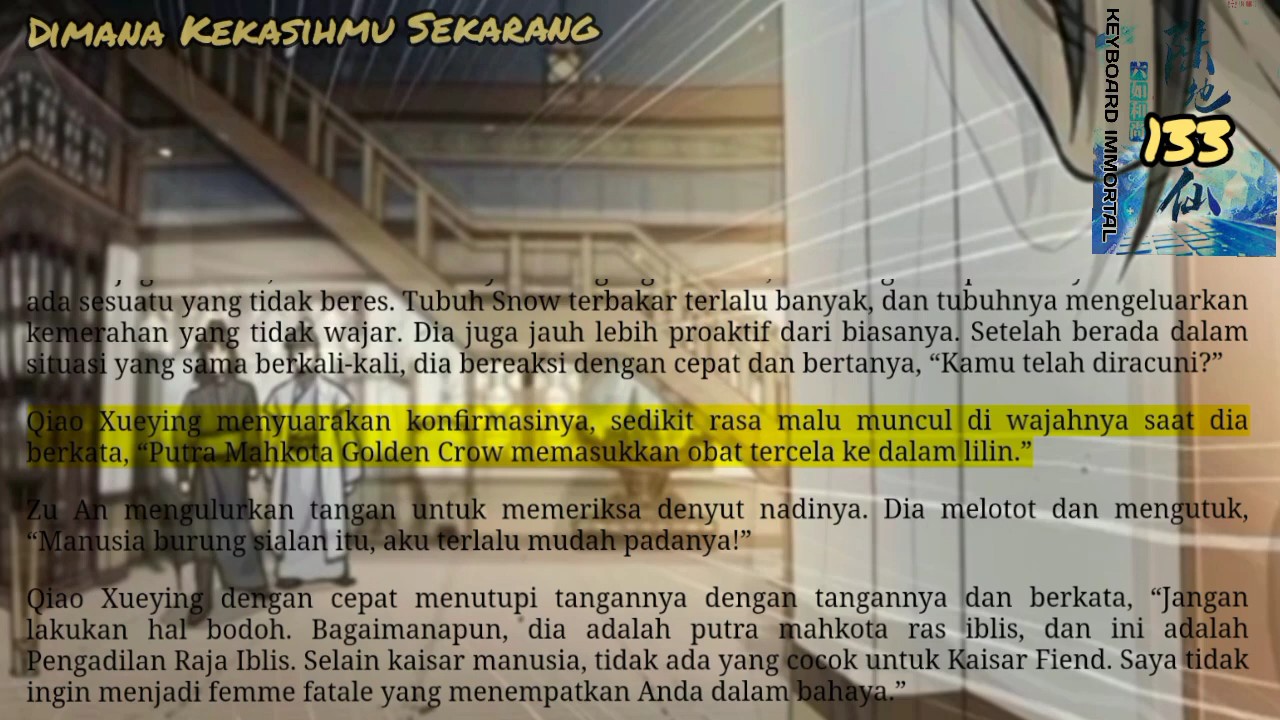 Dimana Kekasihmu Sekarang
KEYBOARD IMMORTAL
133
陆地
仙
ada sesuatu yang tidak beres. Tubuh Snow terbakar terlalu banyak, dan tubuhnya mengeluarkan
kemerahan yang tidak wajar. Dia juga jauh lebih proaktif dari biasanya. Setelah berada dalam
situasi yang sama berkali-kali, dia bereaksi dengan cepat dan bertanya, “Kamu telah diracuni?”
Qiao Xueying menyuarakan konfirmasinya, sedikit rasa malu muncul di wajahnya saat dia
berkata, “Putra Mahkota Golden Crow memasukkan obat tercela ke dalam lilin.”
Zu An mengulurkan tangan untuk memeriksa denyut nadinya. Dia melotot dan mengutuk,
“Manusia burung sialan itu, aku terlalu mudah padanya!”
Qiao Xueying dengan cepat menutupi tangannya dengan tangannya dan berkata, “Jangan
lakukan hal bodoh. Bagaimanapun, dia adalah putra mahkota ras iblis, dan ini adalah
Pengadilan Raja Iblis. Selain kaisar manusia, tidak ada yang cocok untuk Kaisar Fiend. Saya tidak
ingin menjadi femme fatale yang menempatkan Anda dalam bahaya.”